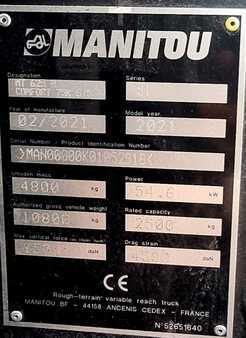 MANITOU
Designation
Series
Year of manufacture
Model year
02/2021
2021
Serial Number - Product Identification Number
Unladen mass
Power
4800 kg
54.6 kW
Authorized gross vehicle weight
Rated capacity
kg
2500 kg
Max vertical force
Drag strain
daN
daN
CE
Rough-terrain variable reach truck
MANITOU BF - 44158 ANCENIS CEDEX - FRANCE
N°52651640